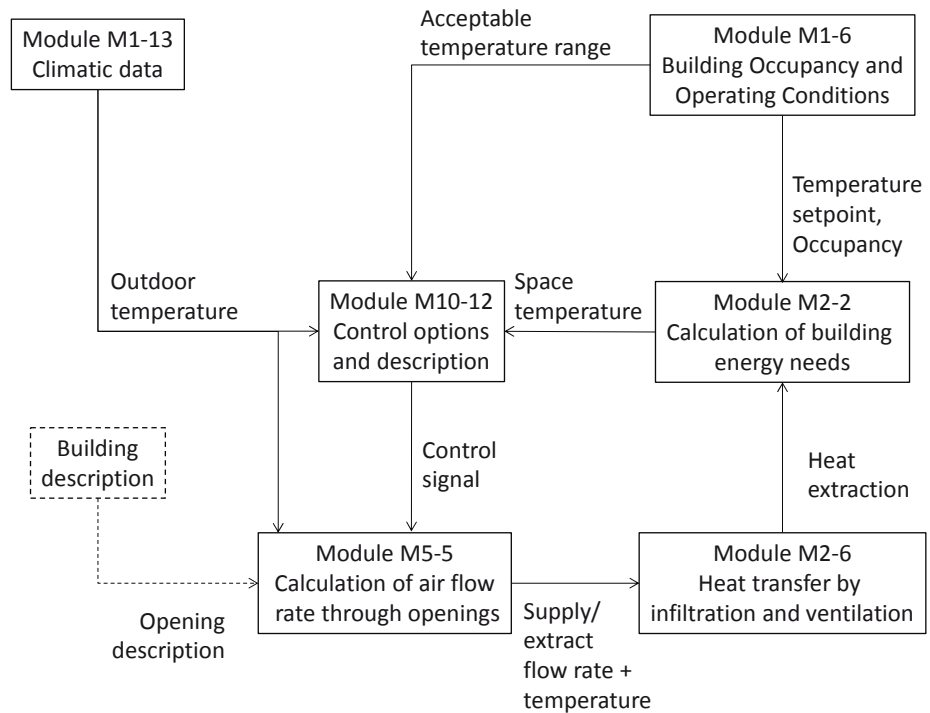 Module M1-13
Climatic data
Acceptable
temperature range
Module M1-6
Building Occupancy and
Operating Conditions
Temperature
setpoint,
Occupancy
Outdoor
temperature
Module M10-12
Control options
and description
Space
temperature
Module M2-2
Calculation of building
energy needs
Building
description
Control
signal
Heat
extraction
Opening
description
Module M5-5
Calculation of air flow
rate through openings
Supply/
extract
flow rate +
temperature
Module M2-6
Heat transfer by
infiltration and ventilation